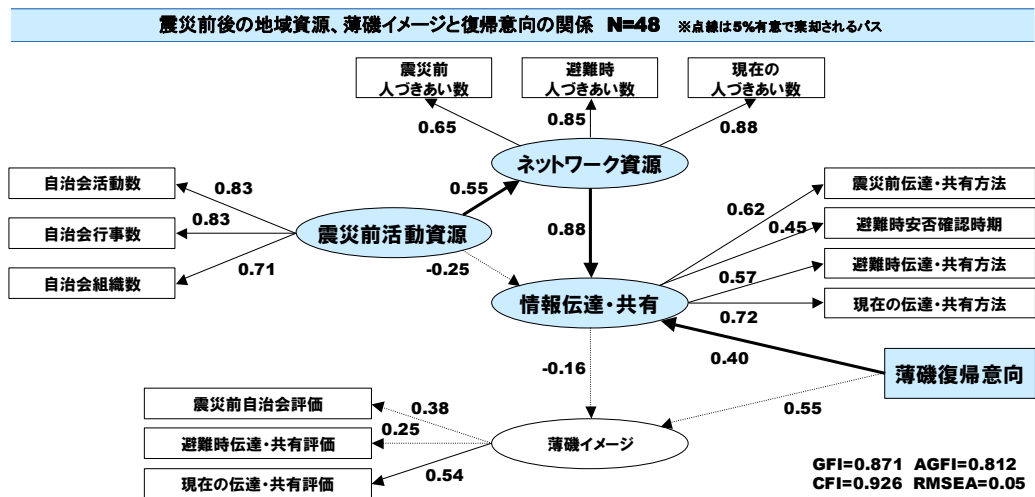 震災前後の地域資源、薄磯イメージと復帰意向の関係 N=48 ※点線は5%有意で棄却されるパス
震災前
人づきあい数
避難時
人づきあい数
現在の
人づきあい数
0.65
0.85
0.88
ネットワーク資源
自治会活動数
自治会行事数
自治会組織数
0.83
0.83
0.71
震災前活動資源
0.55
-0.25
0.88
情報伝達・共有
0.62
0.45
0.57
0.72
震災前伝達・共有方法
避難時安否確認時期
避難時伝達・共有方法
現在の伝達・共有方法
薄磯復帰意向
0.40
0.55
-0.16
薄磯イメージ
震災前自治会評価
避難時伝達・共有評価
現在の伝達・共有評価
0.38
0.25
0.54
GFI=0.871 AGFI=0.812
CFI=0.926 RMSEA=0.05